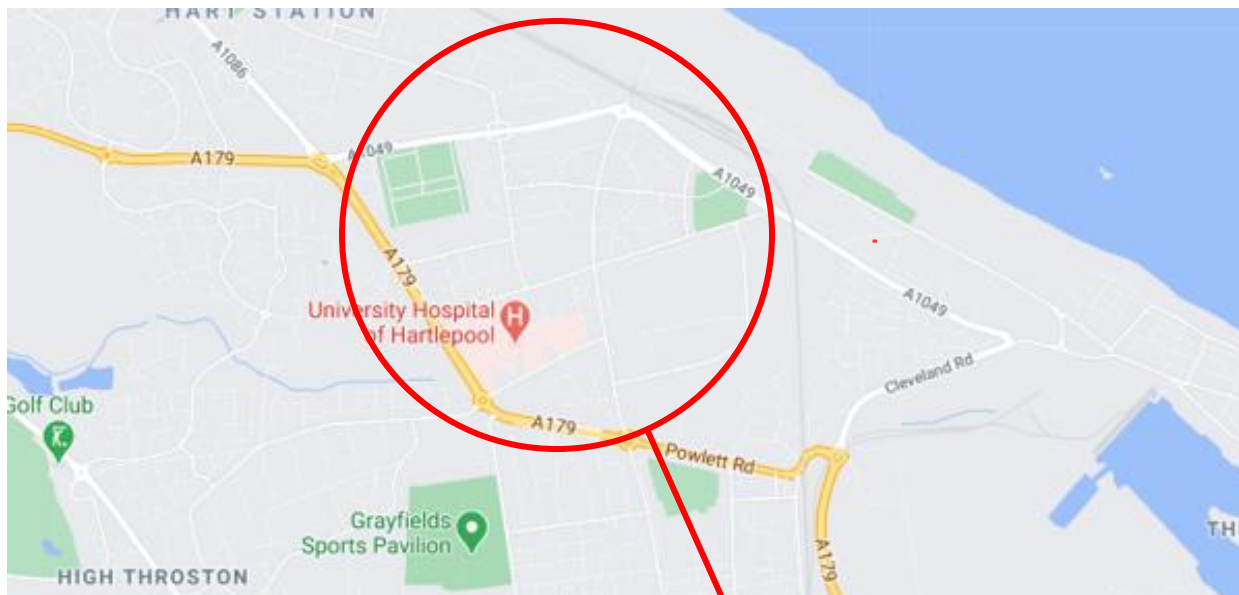 HART STATION
A1086
A179
A1049
A1049
A179
University Hospital
of Hartlepool
H
A1049
Cleveland Rd
Golf Club
A179
Powlett Rd
Grayfields
Sports Pavilion
TH
A179
HIGH THROSTON